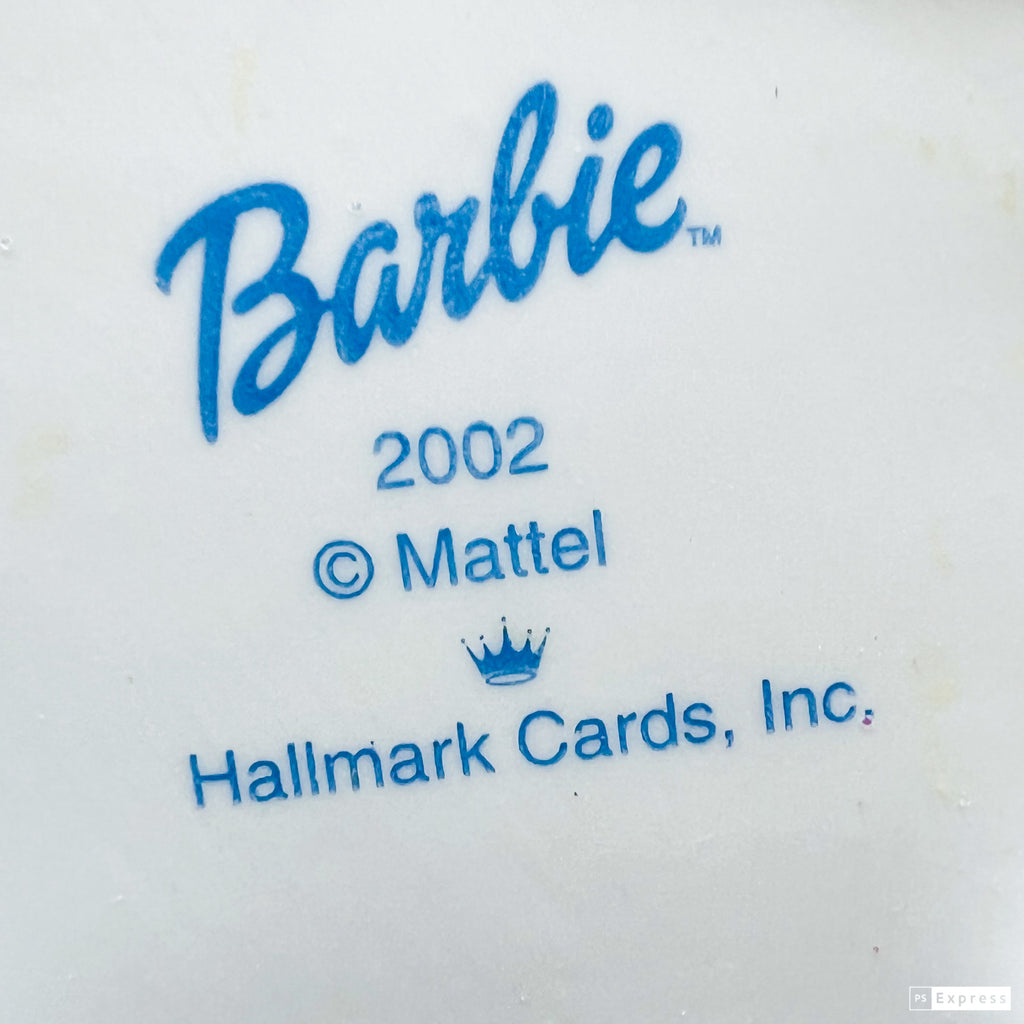 Barbie™
2002
© Mattel
Hallmark Cards, Inc.
PS Express